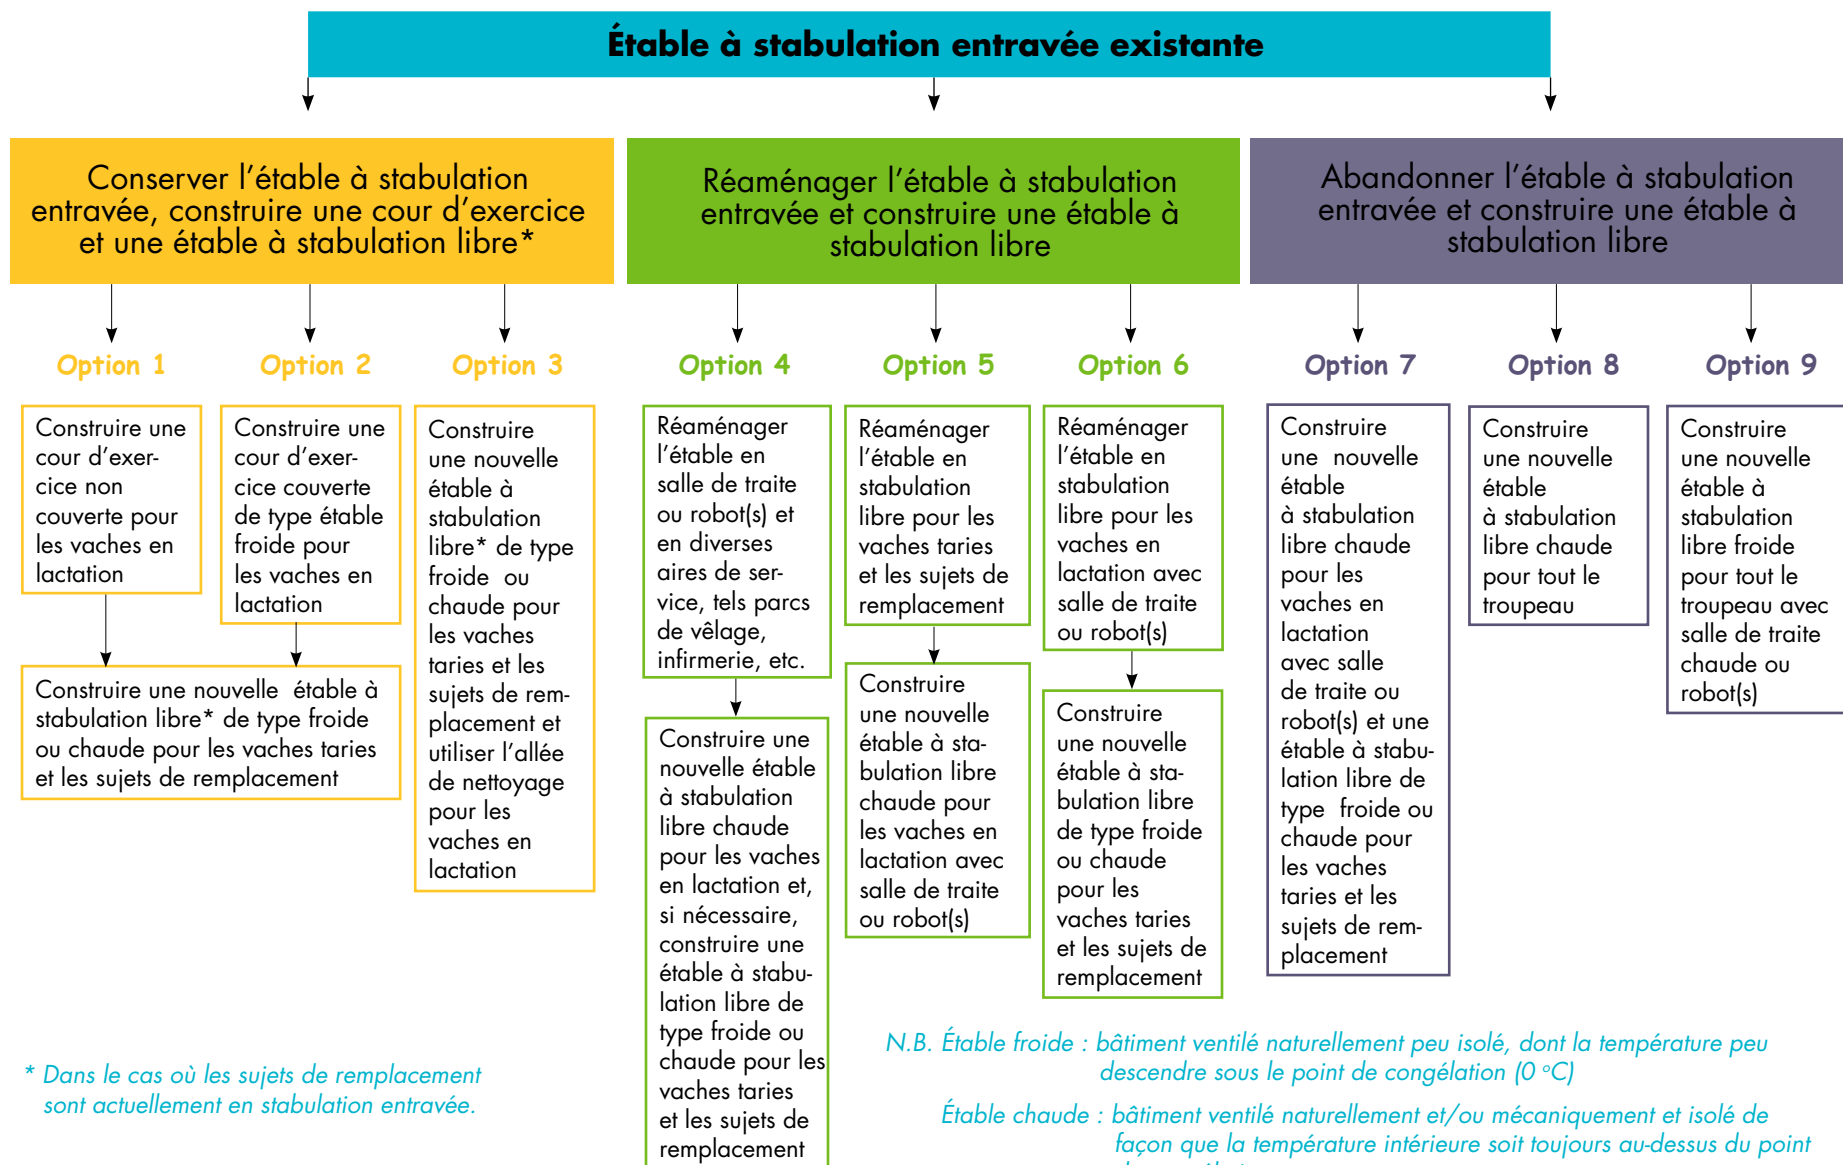 Étable à stabulation entravée existante
Conserver l'étable à stabulation
entravée, construire une cour d'exercice
et une étable à stabulation libre*
Réaménager l'étable à stabulation
entravée et construire une étable à
stabulation libre
Abandonner l'étable à stabulation
entravée et construire une étable à
stabulation libre
Option 1
Option 2
Option 3
Option 4
Option 5
Option 6
Option 7
Option 8
Option 9
Construire une
cour d'exer-
cice non
couverte pour
les vaches en
lactation
Construire une
cour d'exer-
cice couverte
de type étable
froide pour
les vaches en
lactation
Construire une nouvelle étable à
stabulation libre* de type froide
ou chaude pour les vaches taries
et les sujets de remplacement
Construire
une nouvelle
étable à
stabulation
libre* de type
froide ou
chaude pour
les vaches
taries et les
sujets de rem-
placement et
utiliser l'allée
de nettoyage
pour les
vaches en
lactation
Réaménager
l'étable en
salle de traite
ou robot(s) et
en diverses
aires de ser-
vice, tels parcs
de vêlage,
infirmerie, etc.
Construire une
nouvelle étable
à stabulation
libre chaude
pour les vaches
en lactation et,
si nécessaire,
construire une
étable à stabu-
lation libre de
type froide ou
chaude pour les
vaches taries
et les sujets de
remplacement
Réaménager
l'étable en
stabulation
libre pour les
vaches taries
et les sujets de
remplacement
Construire
une nouvelle
étable à sta-
bulation libre
chaude pour
les vaches en
lactation avec
salle de traite
ou robot(s)
Réaménager
l'étable en
stabulation
libre pour les
vaches en
lactation avec
salle de traite
ou robot(s)
Construire
une nouvelle
étable à sta-
bulation libre
de type froide
ou chaude
pour les
vaches taries
et les sujets de
remplacement
Construire
une nouvelle
étable
à stabulation
libre chaude
pour les
vaches en
lactation
avec salle
de traite ou
robot(s) et une
étable à stabu-
lation libre de
type froide ou
chaude pour
les vaches
taries et les
sujets de rem-
placement
Construire
une nouvelle
étable
à stabulation
libre chaude
pour tout le
troupeau
Construire
une nouvelle
étable à
stabulation
libre froide
pour tout le
troupeau avec
salle de traite
chaude ou
robot(s)
* Dans le cas où les sujets de remplacement
sont actuellement en stabulation entravée.
N.B. Étable froide : bâtiment ventilé naturellement peu isolé, dont la température peu
descendre sous le point de congélation (0 °C)
Étable chaude : bâtiment ventilé naturellement et/ou mécaniquement et isolé de
façon que la température intérieure soit toujours au-dessus du point